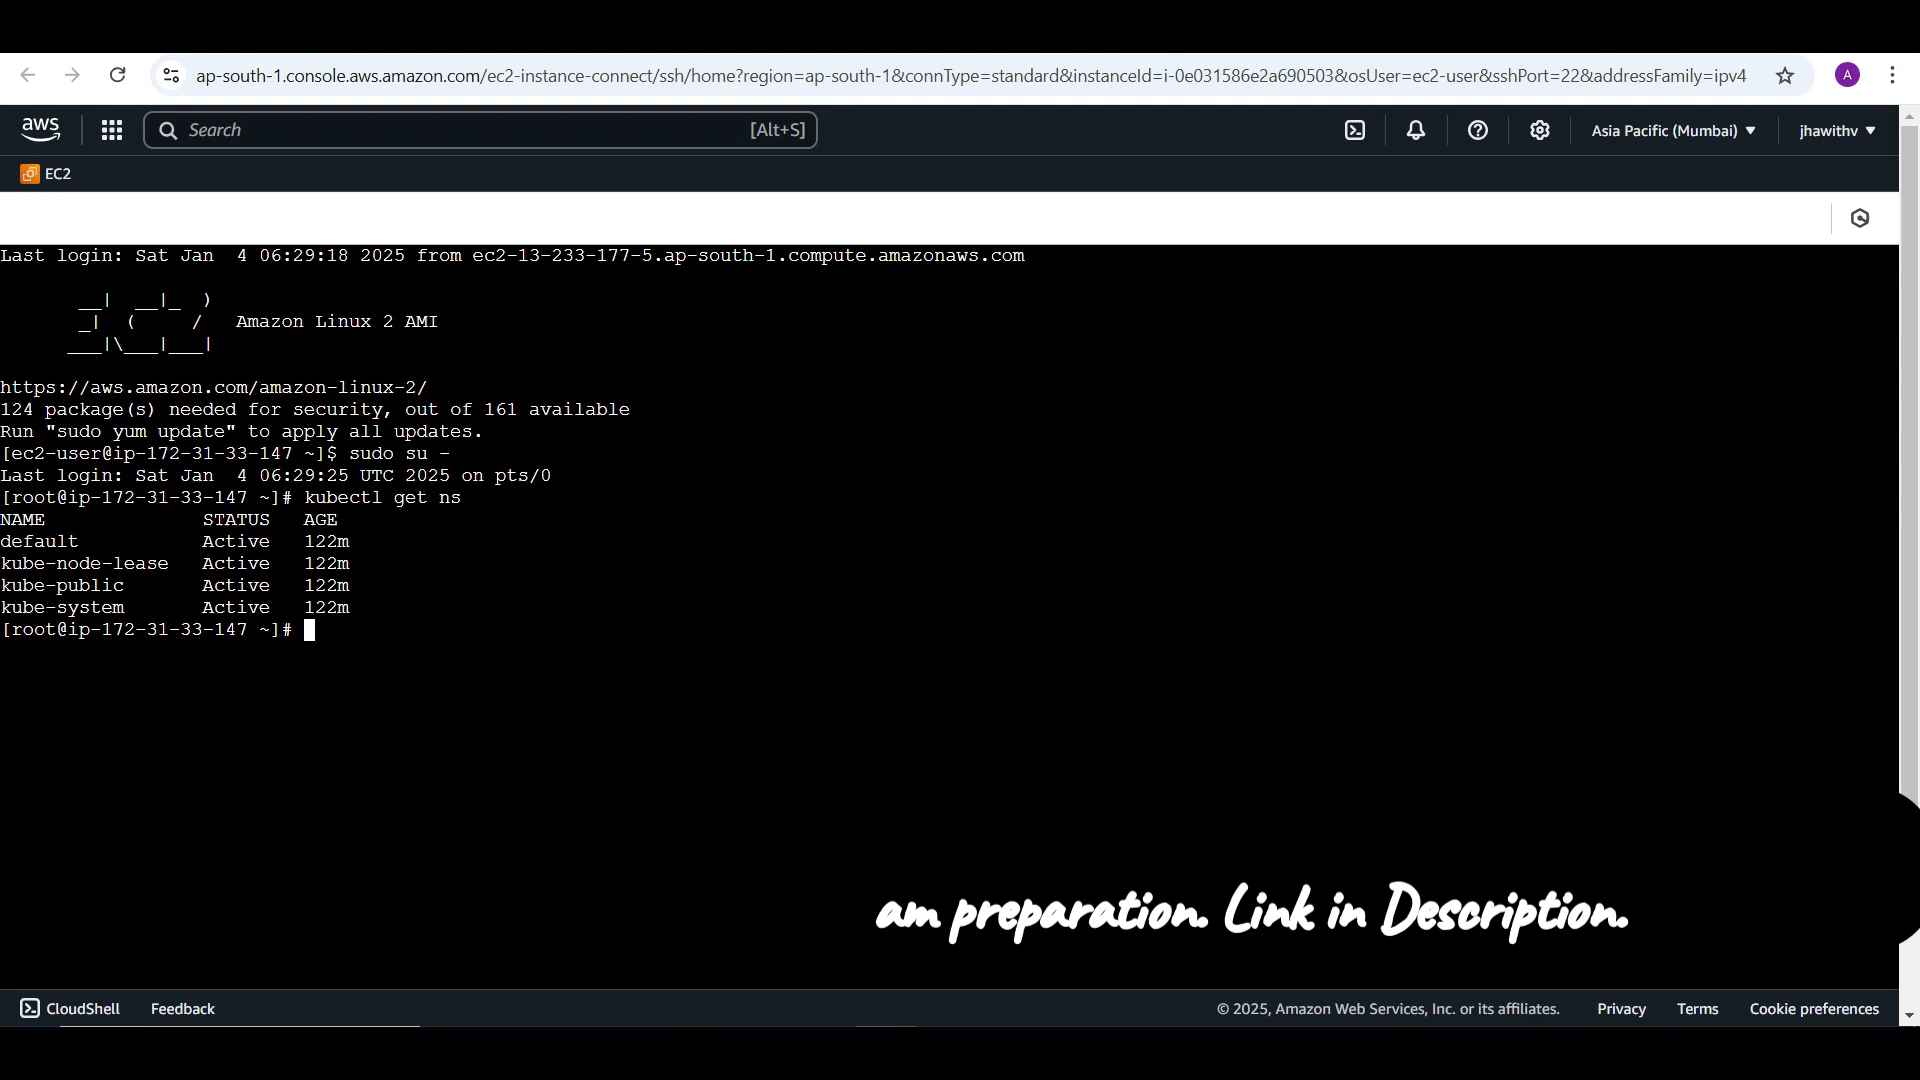 ap-south-1.console.aws.amazon.com/ec2-instance-connect/ssh/home?region=ap-south-1&connType=standard&instanceId=i-0e031586e2a690503&osUser=ec2-user&sshPort=22&addressFamily=ipv4
A
aws
Search
[Alt+S]
Asia Pacific (Mumbai)
jhawithv
EC2
Last login: Sat Jan  4 06:29:18 2025 from ec2-13-233-177-5.ap-south-1.compute.amazonaws.com
       __|  __|_  )
       _|  (     /   Amazon Linux 2 AMI
      ___|\___|___|
https://aws.amazon.com/amazon-linux-2/
124 package(s) needed for security, out of 161 available
Run "sudo yum update" to apply all updates.
[ec2-user@ip-172-31-33-147 ~]$ sudo su -
Last login: Sat Jan  4 06:29:25 UTC 2025 on pts/0
[root@ip-172-31-33-147 ~]# kubectl get ns
NAME              STATUS   AGE
default           Active   122m
kube-node-lease   Active   122m
kube-public       Active   122m
kube-system       Active   122m
[root@ip-172-31-33-147 ~]#
am preparation. Link in Description.
CloudShell
Feedback
© 2025, Amazon Web Services, Inc. or its affiliates.
Privacy
Terms
Cookie preferences